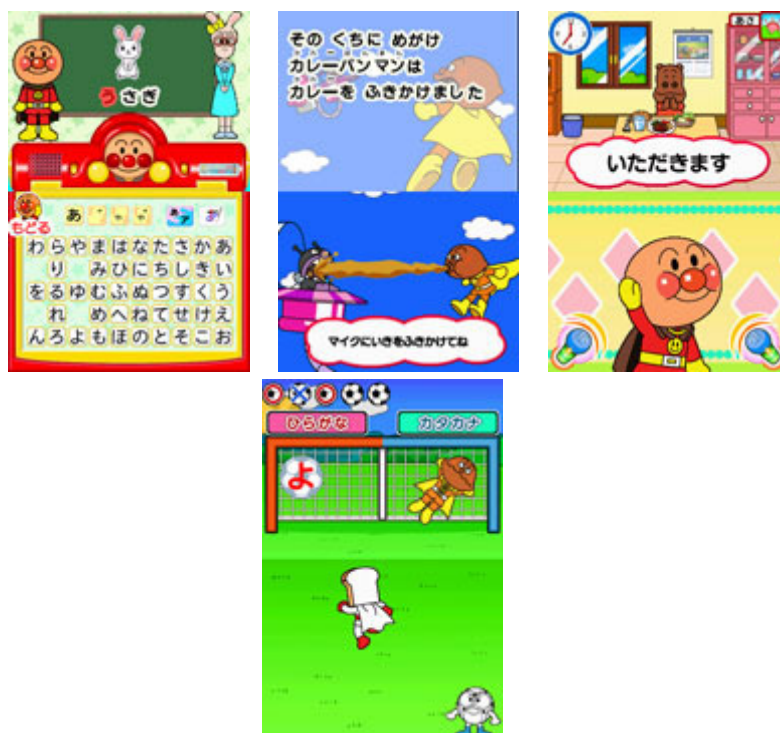 うさぎ
もどる
あ
わらやまはなたさかあ
り みひにちしきい
をるゆむふぬつすくう
れ めへねてせけえ
んろよもほのとそこお
その くちに めがけ
カレーパンマンは
カレーを ふきかけました
マイクにいきをふきかけてね
あさ
いただきます
ひらがな
カタカナ
よ